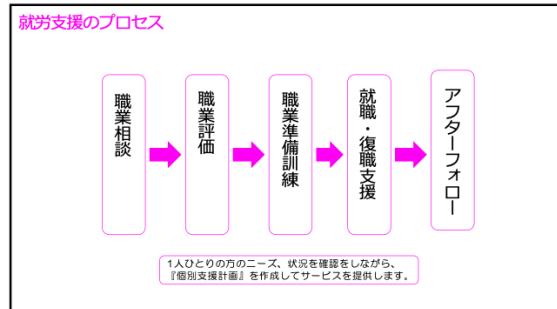 就労支援のプロセス
職業相談
職業評価
職業準備訓練
就職・復職支援
アフターフォロー
1人ひとりの方のニーズ、状況を確認をしながら、
『個別支援計画』を作成してサービスを提供します。